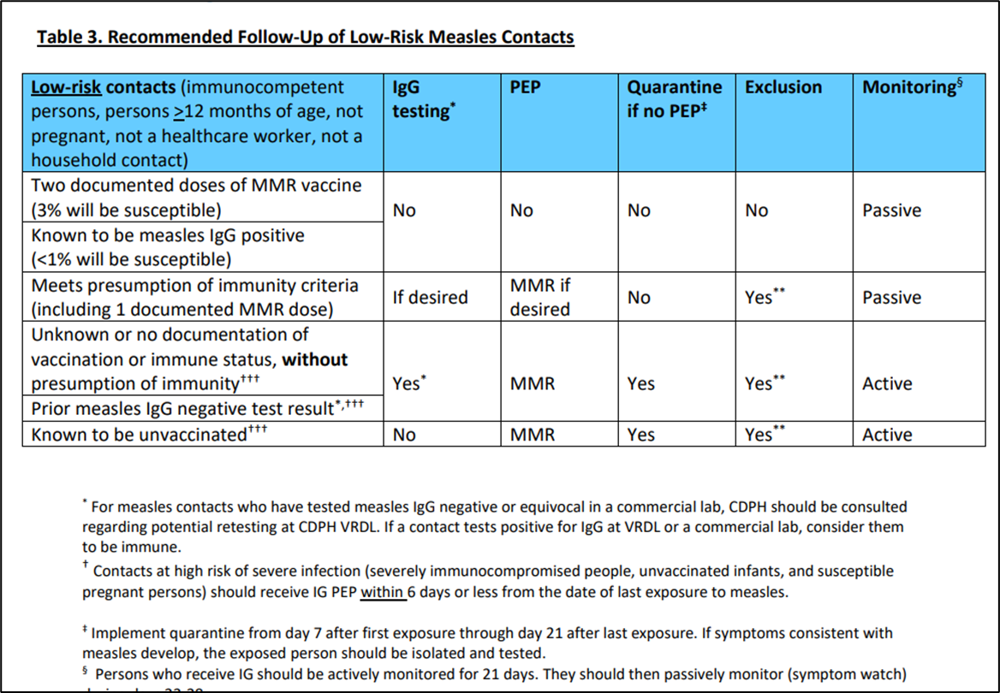 Table 3. Recommended Follow-Up of Low-Risk Measles Contacts
Low-risk contacts (immunocompetent
persons, persons >12 months of age, not
pregnant, not a healthcare worker, not a
household contact)
IgG
testing*
PEP
Quarantine
if no PEP‡
Exclusion
Monitoring§
Two documented doses of MMR vaccine
(3% will be susceptible)
Known to be measles IgG positive
(<1% will be susceptible)
No
No
No
No
Passive
Meets presumption of immunity criteria
(including 1 documented MMR dose)
If desired
MMR if
desired
No
Yes**
Passive
Unknown or no documentation of
vaccination or immune status, without
presumption of immunity†††
Prior measles IgG negative test result*,†††
Yes*
MMR
Yes
Yes**
Active
Known to be unvaccinated†††
No
MMR
Yes
Yes**
Active
* For measles contacts who have tested measles IgG negative or equivocal in a commercial lab, CDPH should be consulted
regarding potential retesting at CDPH VRDL. If a contact tests positive for IgG at VRDL or a commercial lab, consider them
to be immune.
† Contacts at high risk of severe infection (severely immunocompromised people, unvaccinated infants, and susceptible
pregnant persons) should receive IG PEP within 6 days or less from the date of last exposure to measles.
‡ Implement quarantine from day 7 after first exposure through day 21 after last exposure. If symptoms consistent with
measles develop, the exposed person should be isolated and tested.
§ Persons who receive IG should be actively monitored for 21 days. They should then passively monitor (symptom watch)